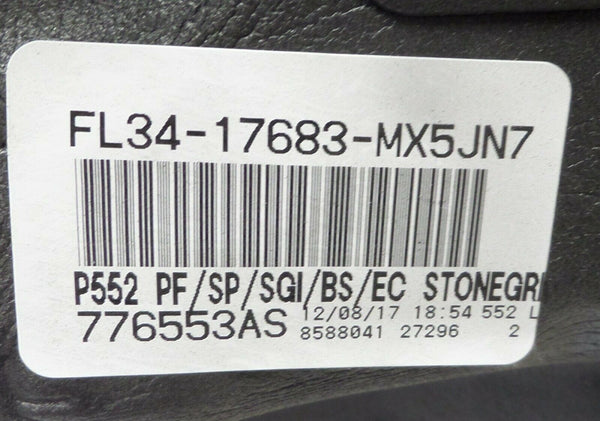 FL34-17683-MX5JN7
P552 PF/SP/SGI/BS/EC STONEGR
776553AS 12/08/17 18:54 552 L
8588041 27296 2